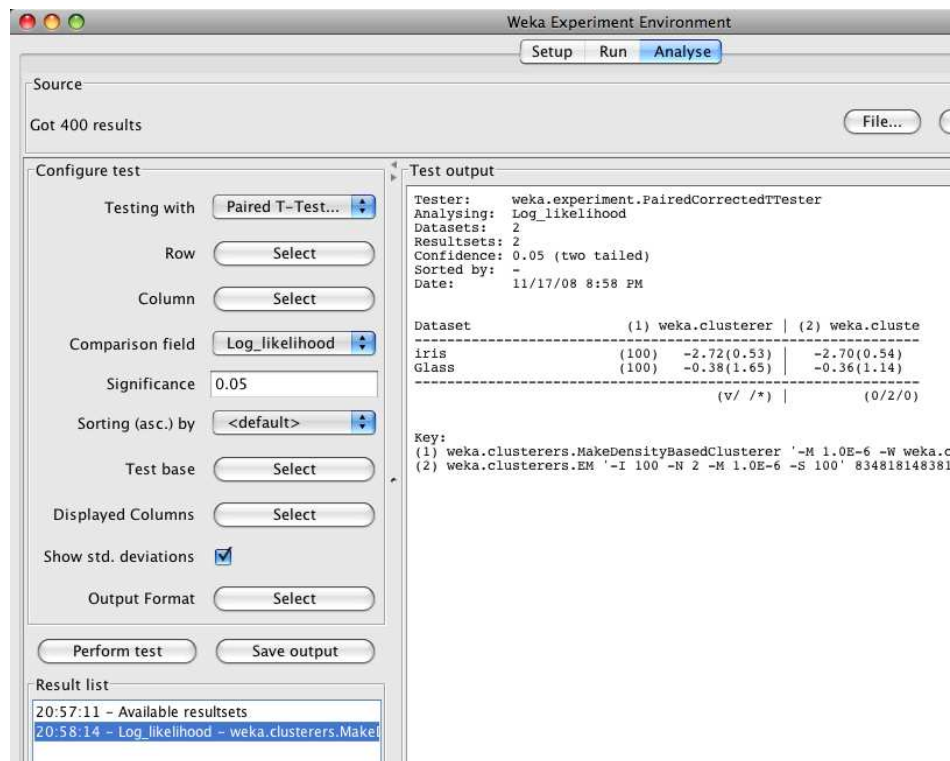 Weka Experiment Environment
Setup Run Analyse
Source
Got 400 results
File...
Configure test
Testing with Paired T-Test...
Row Select
Column Select
Comparison field Log_likelihood
Significance 0.05
Sorting (asc.) by <default>
Test base Select
Displayed Columns Select
Show std. deviations
Output Format Select
Perform test Save output
Result list
20:57:11 - Available resultsets
20:58:14 - Log_likelihood - weka.clusterers.Make
Test output
Tester: weka.experiment.PairedCorrectedTTester
Analysing: Log_likelihood
Datasets: 2
Resultsets: 2
Confidence: 0.05 (two tailed)
Sorted by: -
Date: 11/17/08 8:58 PM
Dataset (1) weka.clusterer | (2) weka.cluste
iris (100) -2.72(0.53) | -2.70(0.54)
Glass (100) -0.38(1.65) | -0.36(1.14)
(v/ /*) | (0/2/0)
Key:
(1) weka.clusterers.MakeDensityBasedClusterer '-M 1.0E-6 -W weka.c
(2) weka.clusterers.EM '-I 100 -N 2 -M 1.0E-6 -S 100' 834818148381